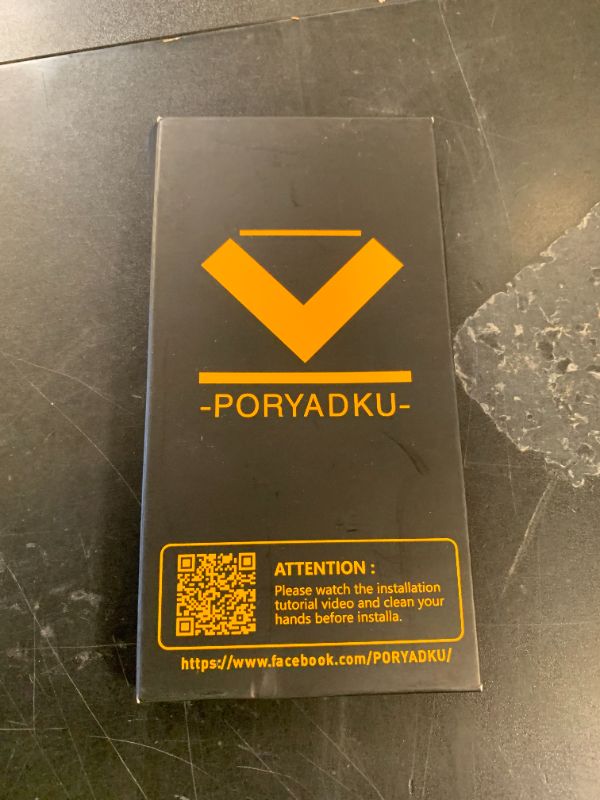 -PORYADKU-
ATTENTION :
Please watch the installation
tutorial video and clean your
hands before installa.
https://www.facebook.com/PORYADKU/